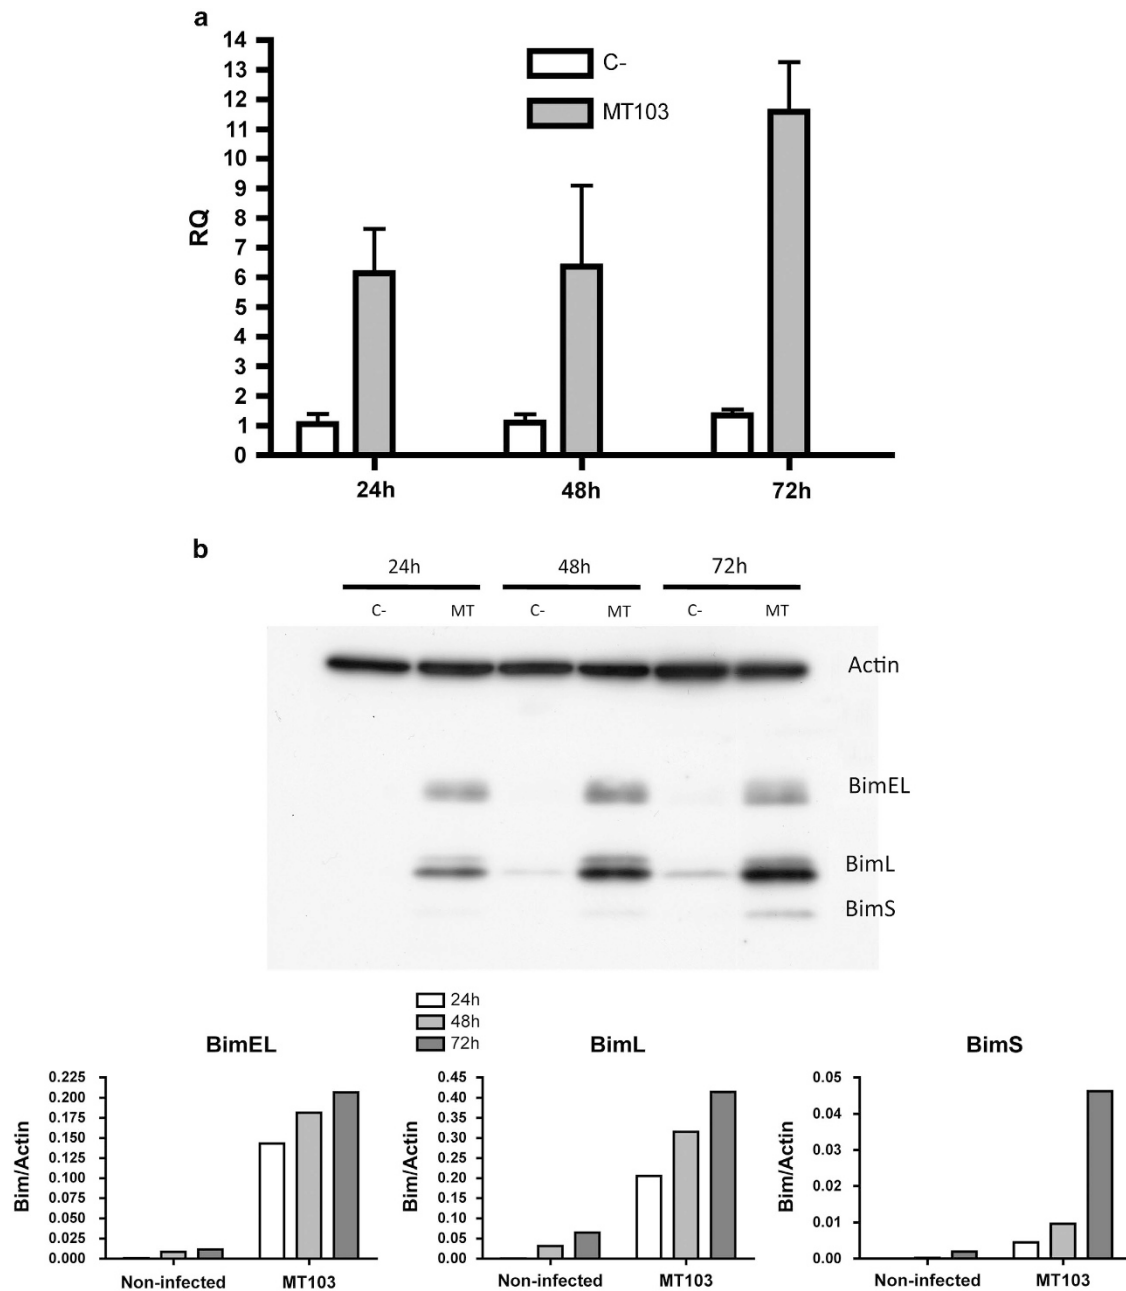 a
14
13
12
11
10
9
8
7
6
5
4
3
2
1
0
RQ
C-
MT103
24h 48h 72h
b
24h 48h 72h
C- MT C- MT C- MT
Actin
BimEL
BimL
BimS
24h
48h
72h
BimEL
0.225
0.200
0.175
0.150
0.125
0.100
0.075
0.050
0.025
0.000
Bim/Actin
Non-infected MT103
BimL
0.45
0.40
0.35
0.30
0.25
0.20
0.15
0.10
0.05
0.00
Bim/Actin
Non-infected MT103
BimS
0.05
0.04
0.03
0.02
0.01
0.00
Bim/Actin
Non-infected MT103